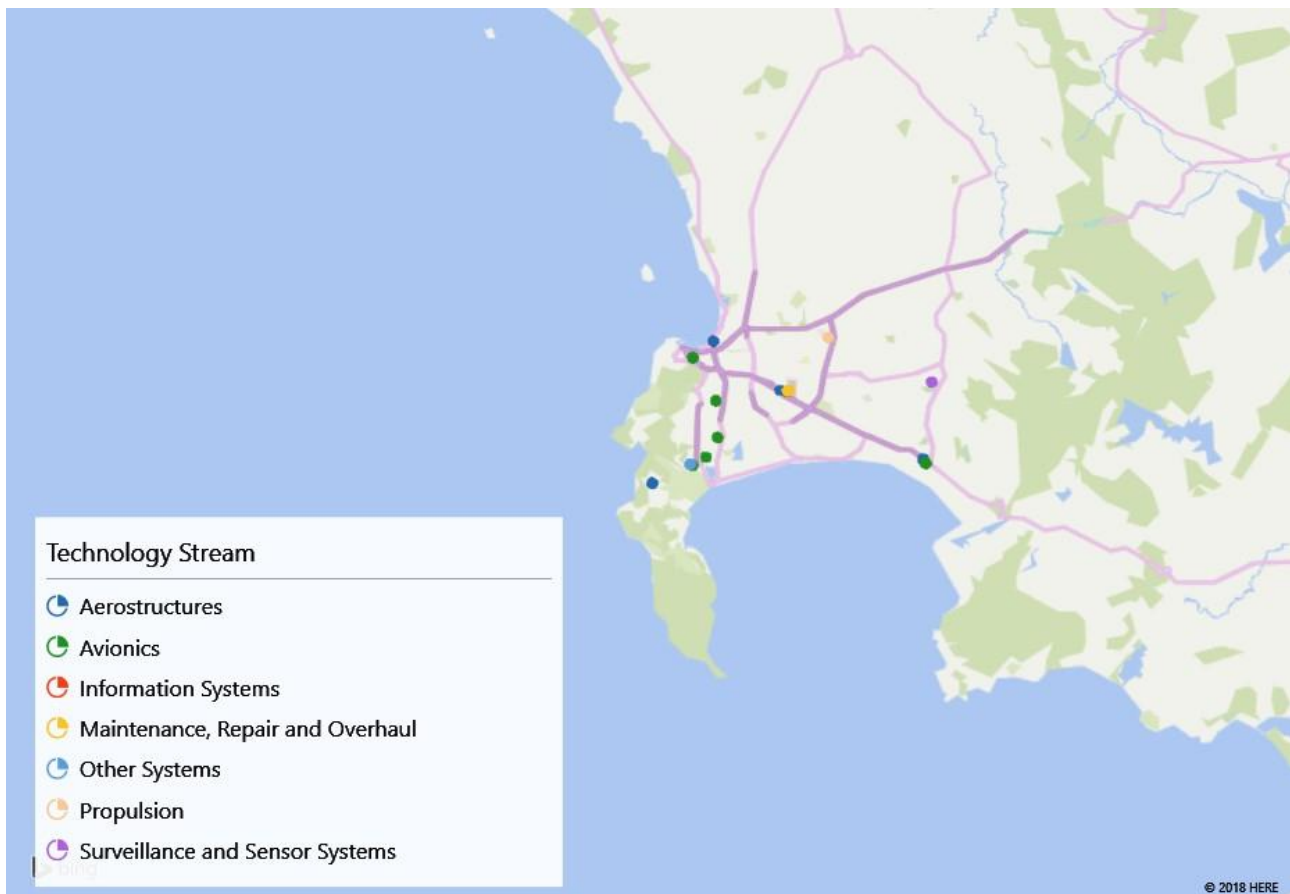 Technology Stream
Aerostructures
Avionics
Information Systems
Maintenance, Repair and Overhaul
Other Systems
Propulsion
Surveillance and Sensor Systems
bing
© 2018 HERE